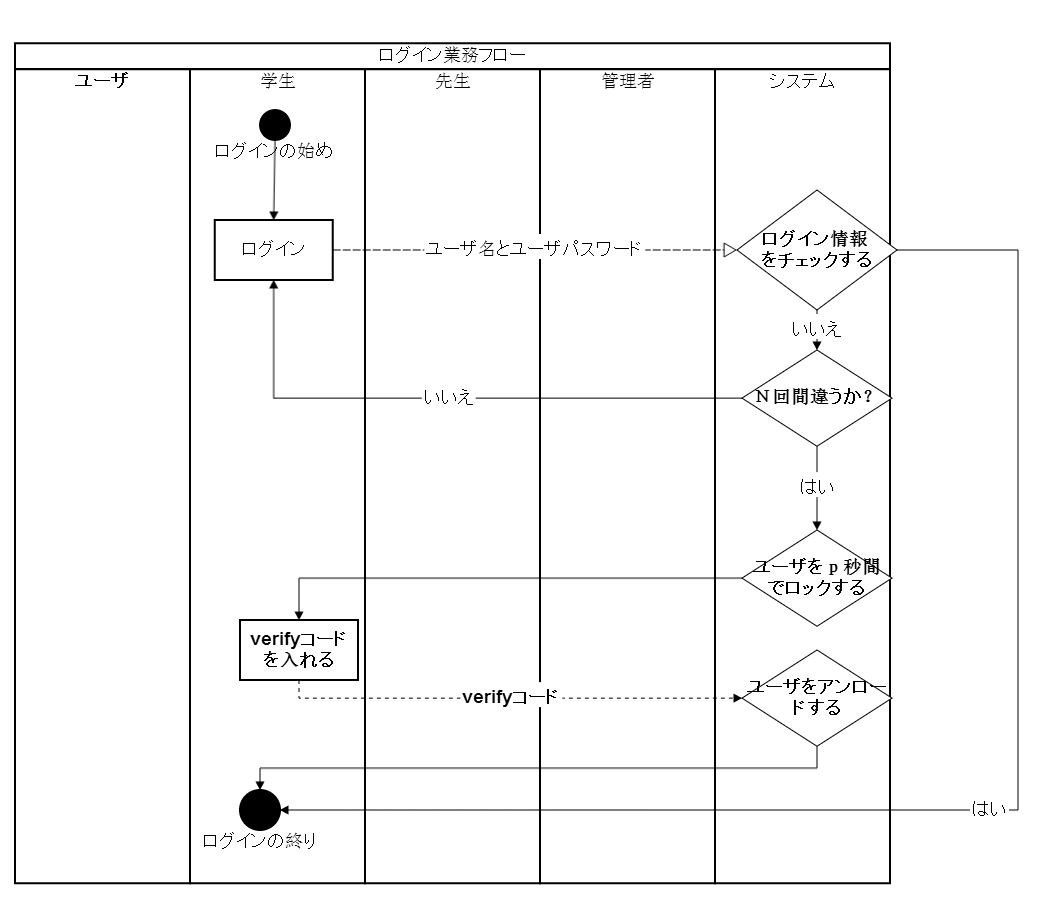 ログイン業務フロー
ユーザ
学生
先生
管理者
システム
ログインの始め
ログイン
ユーザ名とユーザパスワード
ログイン情報
をチェックする
いいえ
いいえ
N回間違うか?
はい
ユーザを p 秒間
でロックする
verifyコード
を入れる
verifyコード
ユーザをアンロー
ドする
はい
ログインの終り